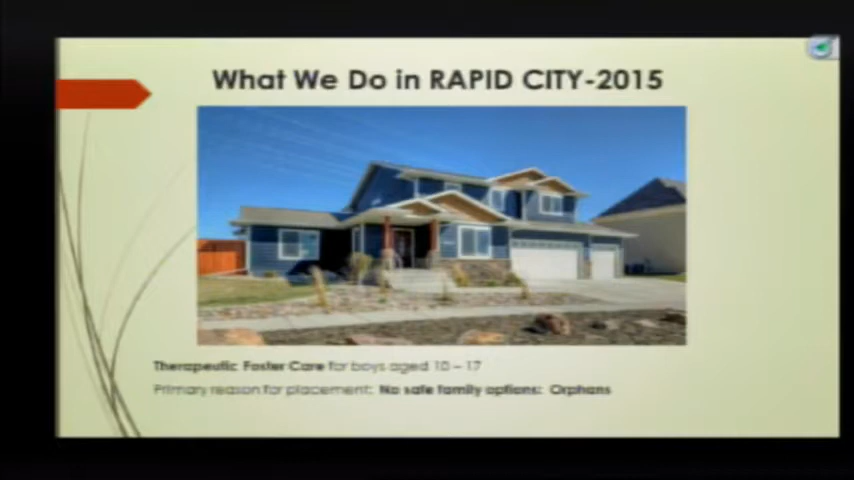 What We Do in RAPID CITY-2015
Therapeutic Foster Care for boys aged 10 – 17
Primary reason for placement: No safe family options: Orphans